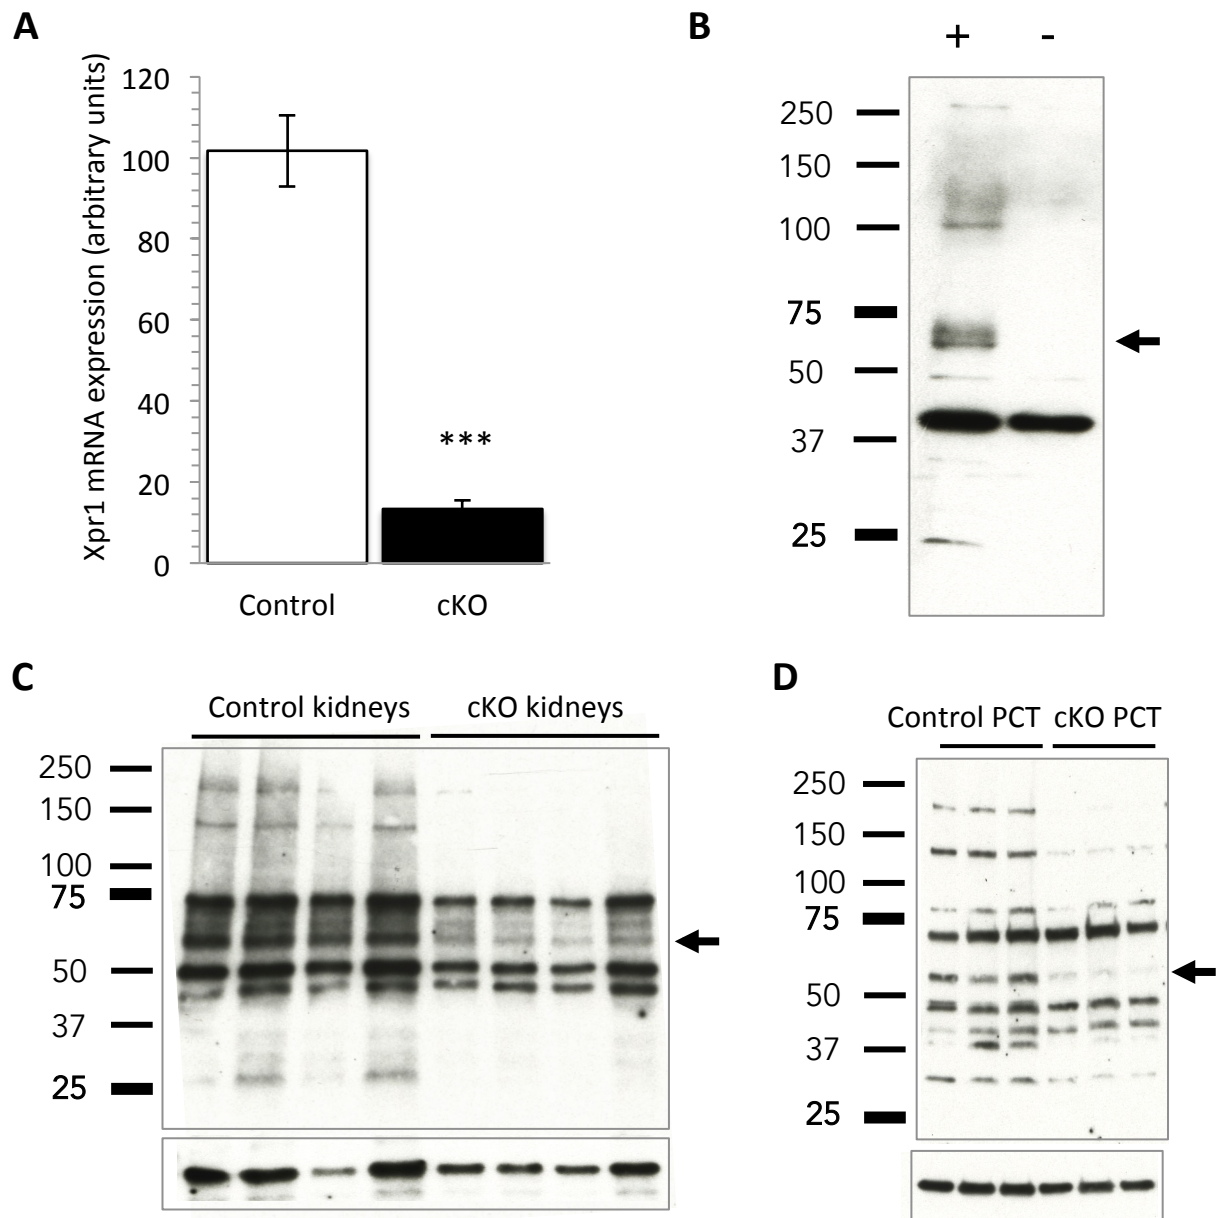 A
Xpr1 mRNA expression (arbitrary units)
120
100
80
60
40
20
0
***
Control
cKO
B
+ -
250
150
100
75
50
37
25
C
Control kidneys
cKO kidneys
250
150
100
75
50
37
25
D
Control PCT
cKO PCT
250
150
100
75
50
37
25